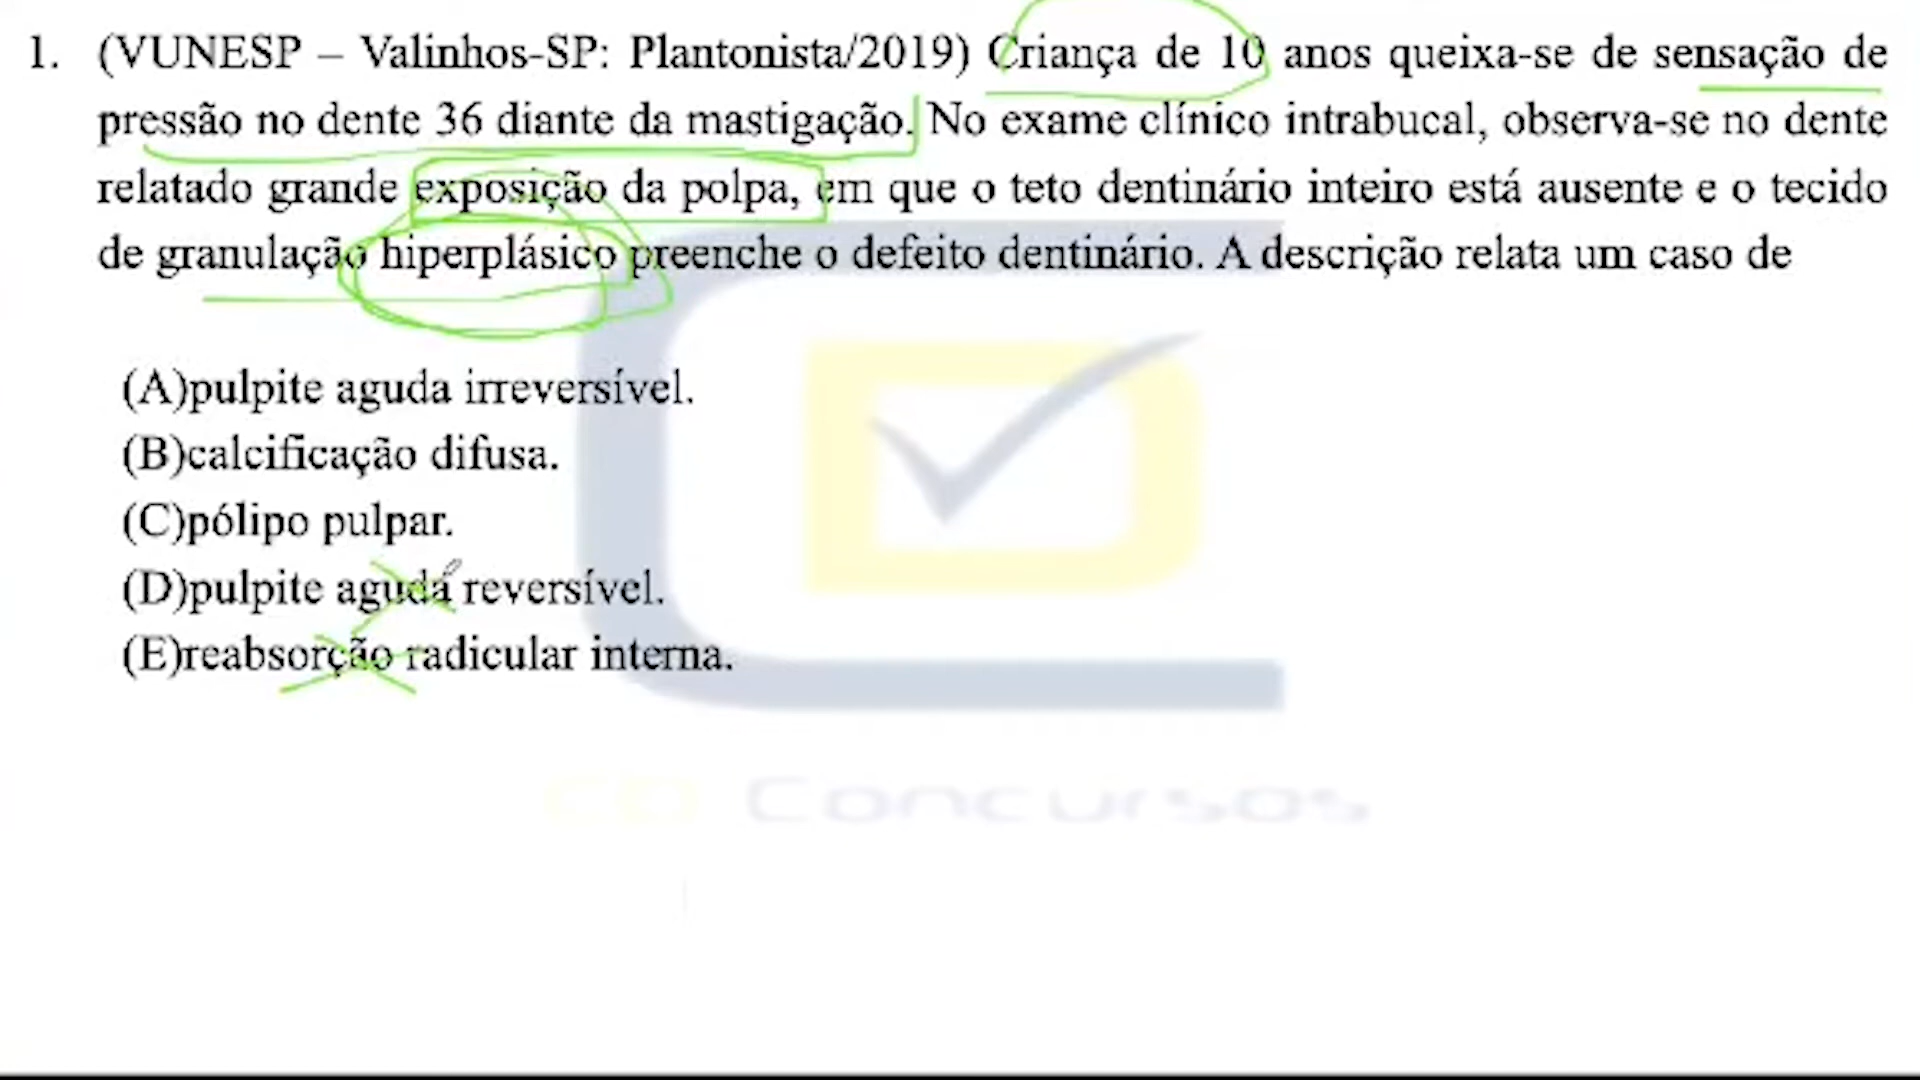 1. (VUNESP – Valinhos-SP: Plantonista/2019) Criança de 10 anos queixa-se de sensação de
pressão no dente 36 diante da mastigação. No exame clínico intrabucal, observa-se no dente
relatado grande exposição da polpa, em que o teto dentinário inteiro está ausente e o tecido
de granulação hiperplásico preenche o defeito dentinário. A descrição relata um caso de
(A)pulpite aguda irreversível.
(B)calcificação difusa.
(C)pólipo pulpar.
(D)pulpite aguda reversível.
(E)reabsorção radicular interna.
CD Concursos